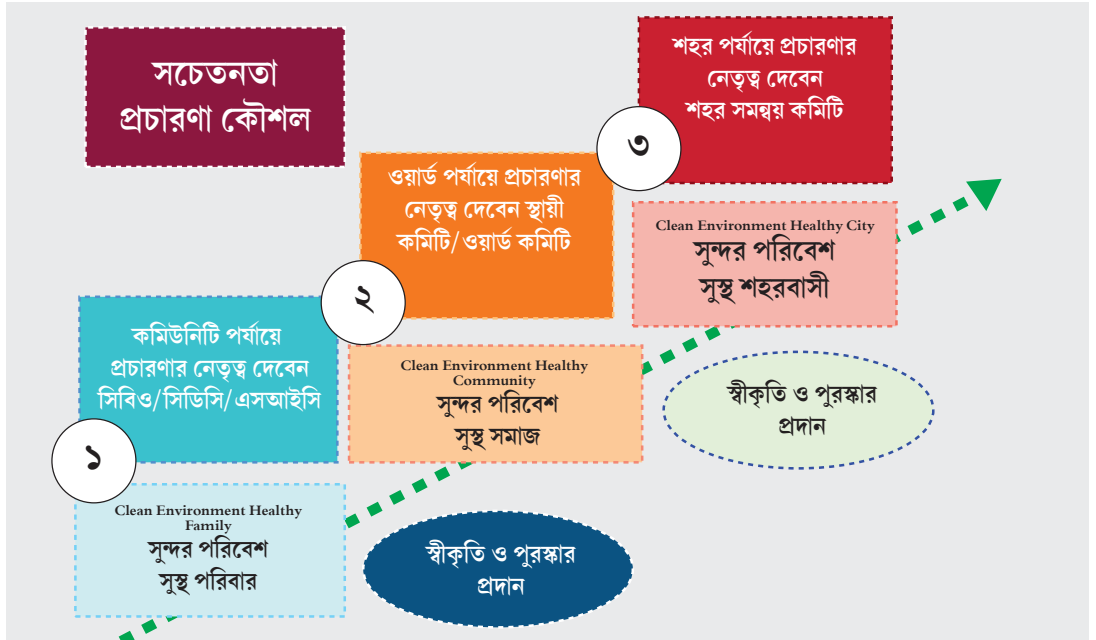 সচেতনতা
প্রচারণা কৌশল
শহর পর্যায়ে প্রচারণার
নেতৃত্ব দেবেন
শহর সমন্বয় কমিটি
৩
Clean Environment Healthy City
সুন্দর পরিবেশ
সুস্থ শহরবাসী
ওয়ার্ড পর্যায়ে প্রচারণার
নেতৃত্ব দেবেন স্থায়ী
কমিটি/ওয়ার্ড কমিটি
২
Clean Environment Healthy
Community
সুন্দর পরিবেশ
সুস্থ সমাজ
স্বীকৃতি ও পুরস্কার
প্রদান
কমিউনিটি পর্যায়ে
প্রচারণার নেতৃত্ব দেবেন
সিবিও/সিডিসি/এসআইসি
১
Clean Environment Healthy
Family
সুন্দর পরিবেশ
সুস্থ পরিবার
স্বীকৃতি ও পুরস্কার
প্রদান